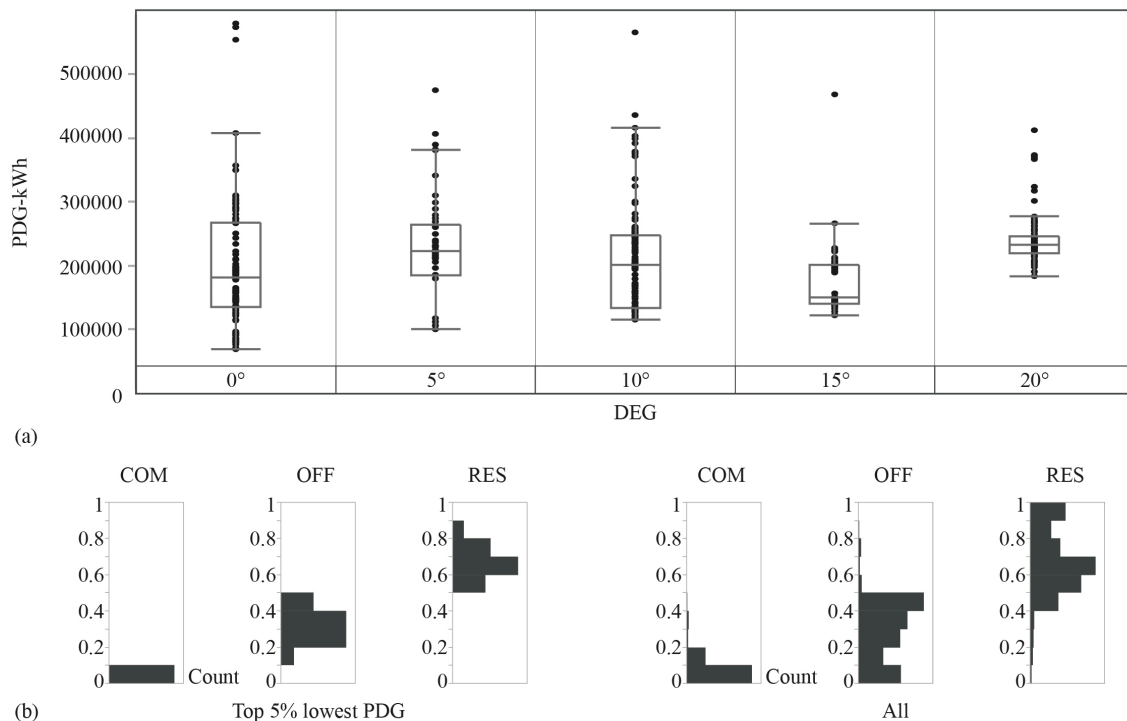 PDG-kWh
500000
400000
300000
200000
100000
0
0° 5° 10° 15° 20°
DEG
(a)
COM OFF RES COM OFF RES
1 1 1 1 1 1
0.8 0.8 0.8 0.8 0.8 0.8
0.6 0.6 0.6 0.6 0.6 0.6
0.4 0.4 0.4 0.4 0.4 0.4
0.2 0.2 0.2 0.2 0.2 0.2
0 Count 0 0 0 Count 0 0
(b) Top 5% lowest PDG All